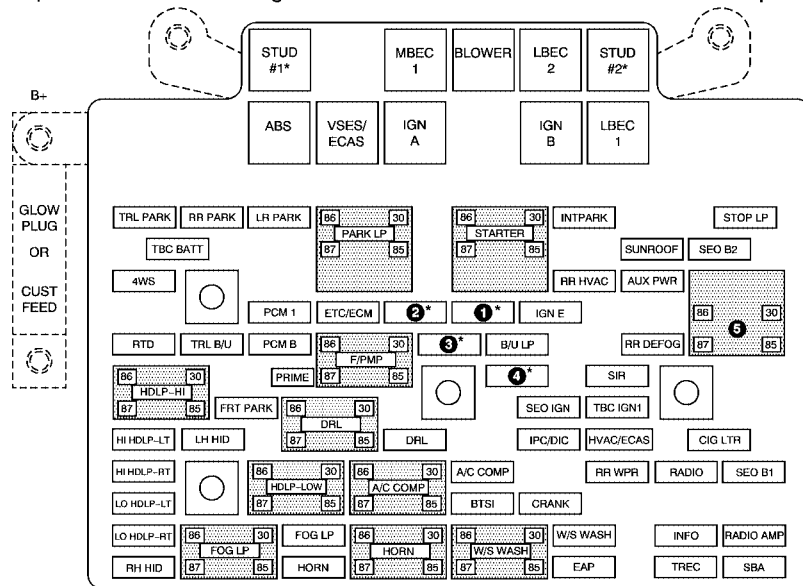 STUD #1*
MBEC 1
BLOWER
LBEC 2
STUD #2*
B+
ABS
VSES/ ECAS
IGN A
IGN B
LBEC 1
GLOW PLUG OR CUST FEED
TRL PARK
RR PARK
LR PARK
86 30
PARK LP
87 85
86 30
STARTER
87 85
INTPARK
STOP LP
TBC BATT
SUNROOF
SEO B2
4WS
RR HVAC
AUX PWR
PCM 1
ETC/ECM
2*
1*
IGN E
86 30
5
87 85
RTD
TRL B/U
PCM B
86 30
F/PMP
87 85
3*
B/U LP
RR DEFOG
PRIME
4*
SIR
86 30
HDLP-HI
87 85
FRT PARK
86 30
DRL
87 85
SEO IGN
TBC IGN1
HI HDLP-LT
LH HID
DRL
IPC/DIC
HVAC/ECAS
CIG LTR
HI HDLP-RT
86 30
HDLP-LOW
87 85
86 30
A/C COMP
87 85
A/C COMP
RR WPR
RADIO
SEO B1
LO HDLP-LT
BTSI
CRANK
LO HDLP-RT
86 30
FOG LP
87 85
FOG LP
86 30
HORN
87 85
86 30
W/S WASH
87 85
W/S WASH
INFO
RADIO AMP
RH HID
HORN
EAP
TREC
SBA